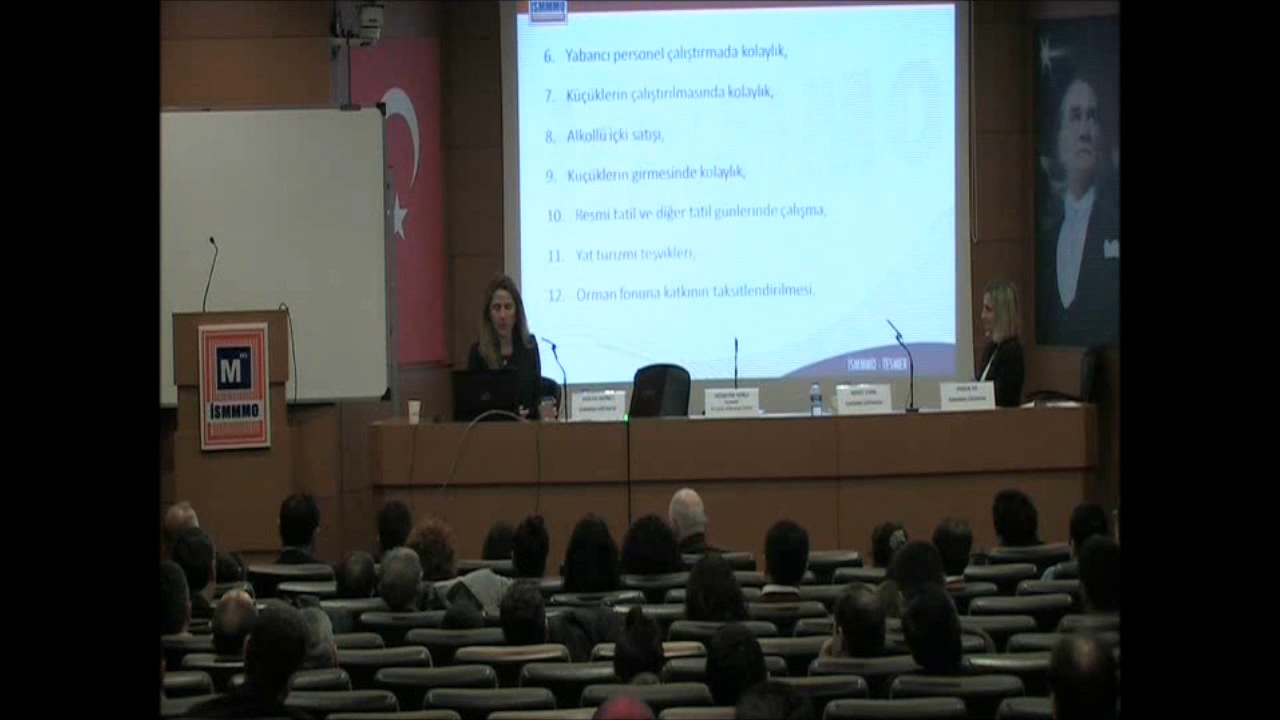 İSMMMO
6. Yabancı personel çalıştırmada kolaylık,
7. Küçüklerin çalıştırılmasında kolaylık,
8. Alkollü içki satışı,
9. Küçüklerin girmesinde kolaylık,
10. Resmi tatil ve diğer tatil günlerinde çalışma,
11. Yat turizmi teşvikleri,
12. Orman fonuna katkının taksitlendirilmesi.
İSMMMO - TESMER
M
İSMMMO